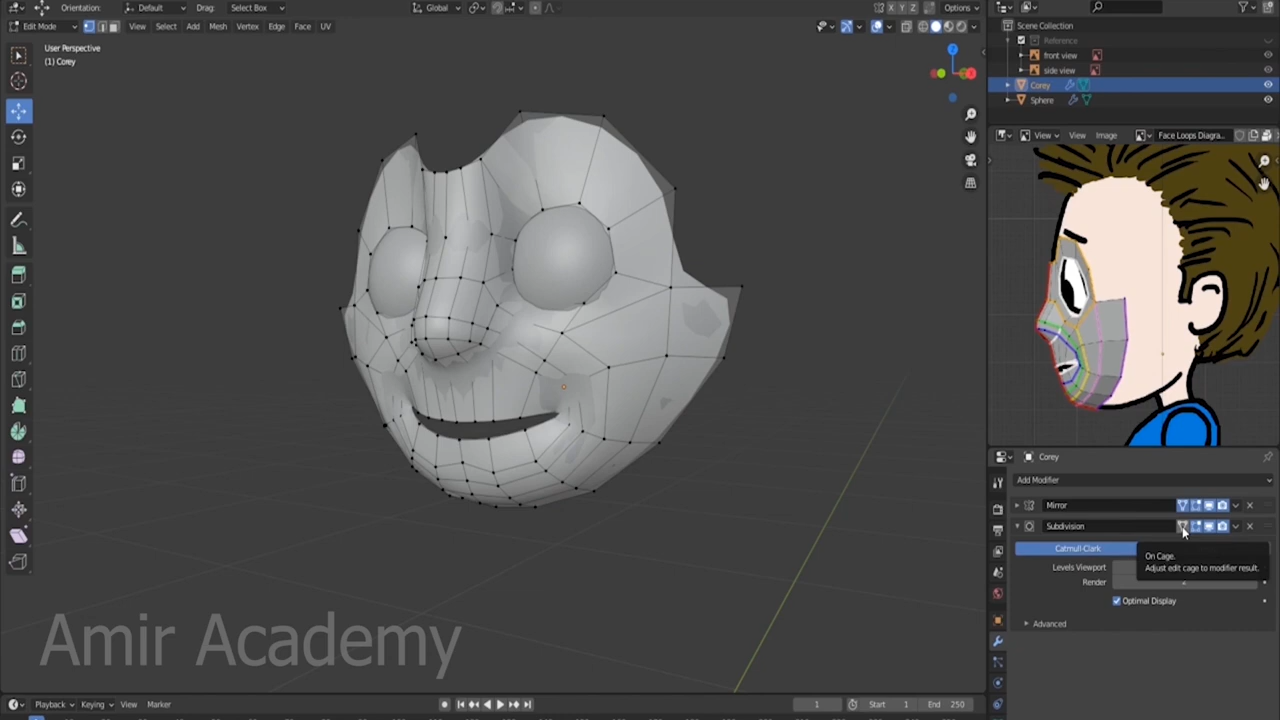 Orientation: Default Drag: Select Box Global X Y Z Options
Edit Mode View Select Add Mesh Vertex Edge Face UV
User Perspective
(1) Corey
Scene Collection
Reference
front view
side view
Corey
Sphere
View View Image Face Loops Diagra...
Corey
Add Modifier
Mirror
Subdivision
Catmull-Clark
On Cage.
Adjust edit cage to modifier result.
Levels Viewport
Render
Optimal Display
Advanced
Amir Academy
Playback Keying View Marker 1 Start 1 End 250